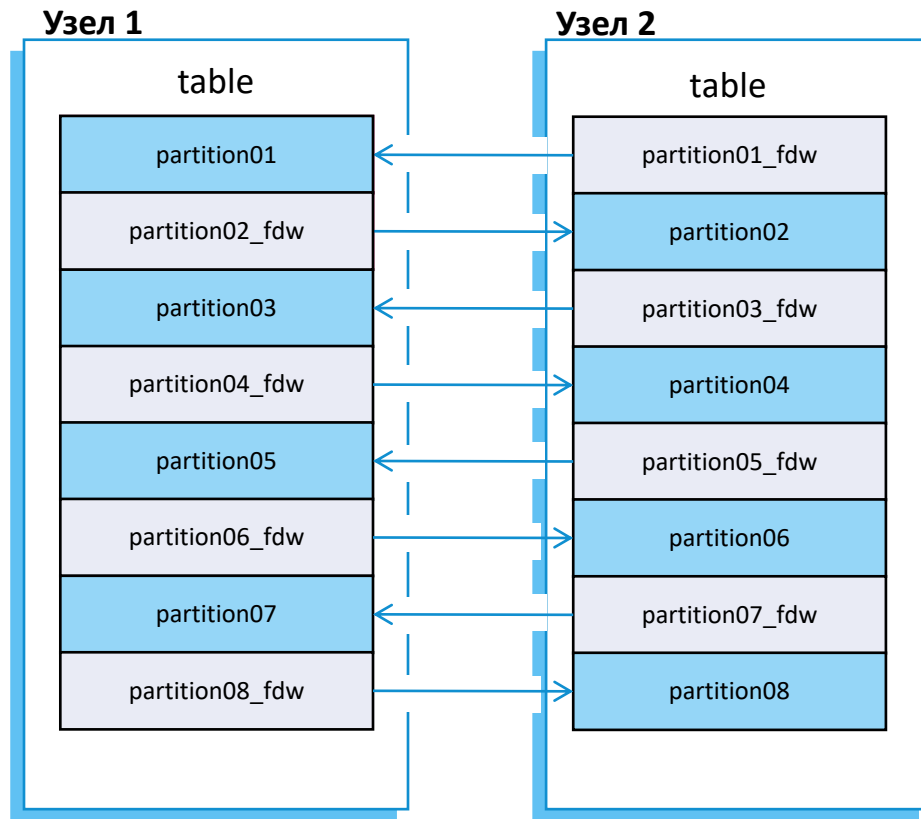 Узел 1
Узел 2
table
table
partition01
partition01_fdw
partition02_fdw
partition02
partition03
partition03_fdw
partition04_fdw
partition04
partition05
partition05_fdw
partition06_fdw
partition06
partition07
partition07_fdw
partition08_fdw
partition08